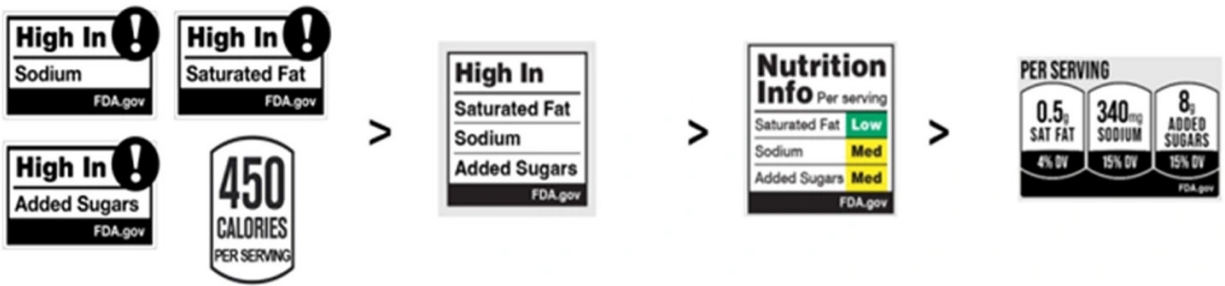 High In !
Sodium
FDA.gov
High In !
Saturated Fat
FDA.gov
High In !
Added Sugars
FDA.gov
450
CALORIES
PER SERVING
>
High In
Saturated Fat
Sodium
Added Sugars
FDA.gov
>
Nutrition
Info Per serving
Saturated Fat Low
Sodium Med
Added Sugars Med
FDA.gov
>
PER SERVING
0.5g
SAT FAT
4% DV
340mg
SODIUM
15% DV
8g
ADDED
SUGARS
15% DV
FDA.gov